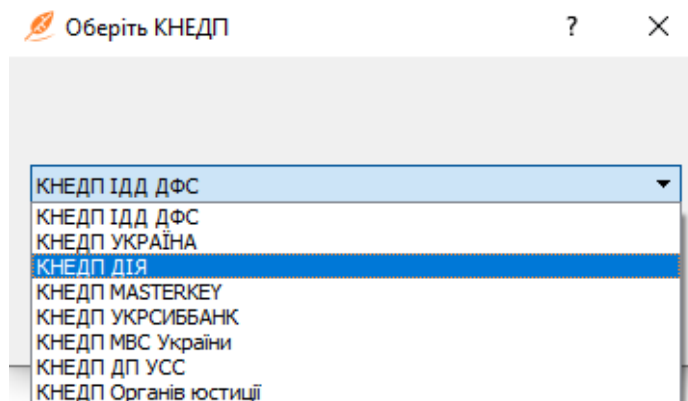 Оберіть КНЕДП
?
КНЕДП ІДД ДФС
КНЕДП ІДД ДФС
КНЕДП УКРАЇНА
КНЕДП ДІЯ
КНЕДП MASTERKEY
КНЕДП УКРСИББАНК
КНЕДП МВС України
КНЕДП ДП УСС
КНЕДП Органів юстиції